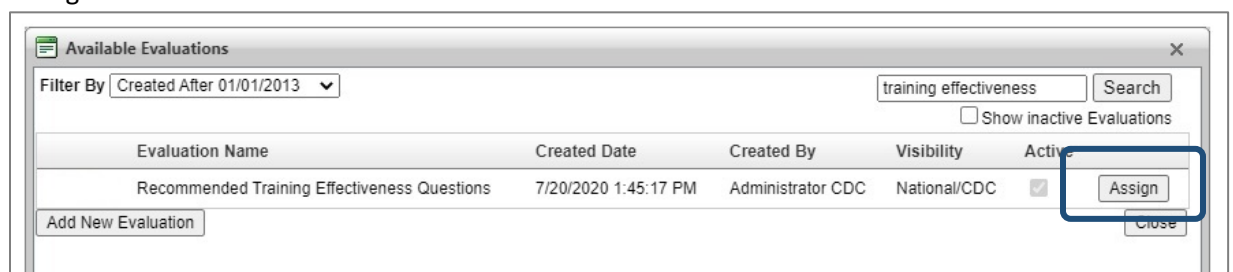 Available Evaluations
Filter By Created After 01/01/2013 training effectiveness Search
Show inactive Evaluations
Evaluation Name Created Date Created By Visibility Active
Recommended Training Effectiveness Questions 7/20/2020 1:45:17 PM Administrator CDC National/CDC Assign
Add New Evaluation Close